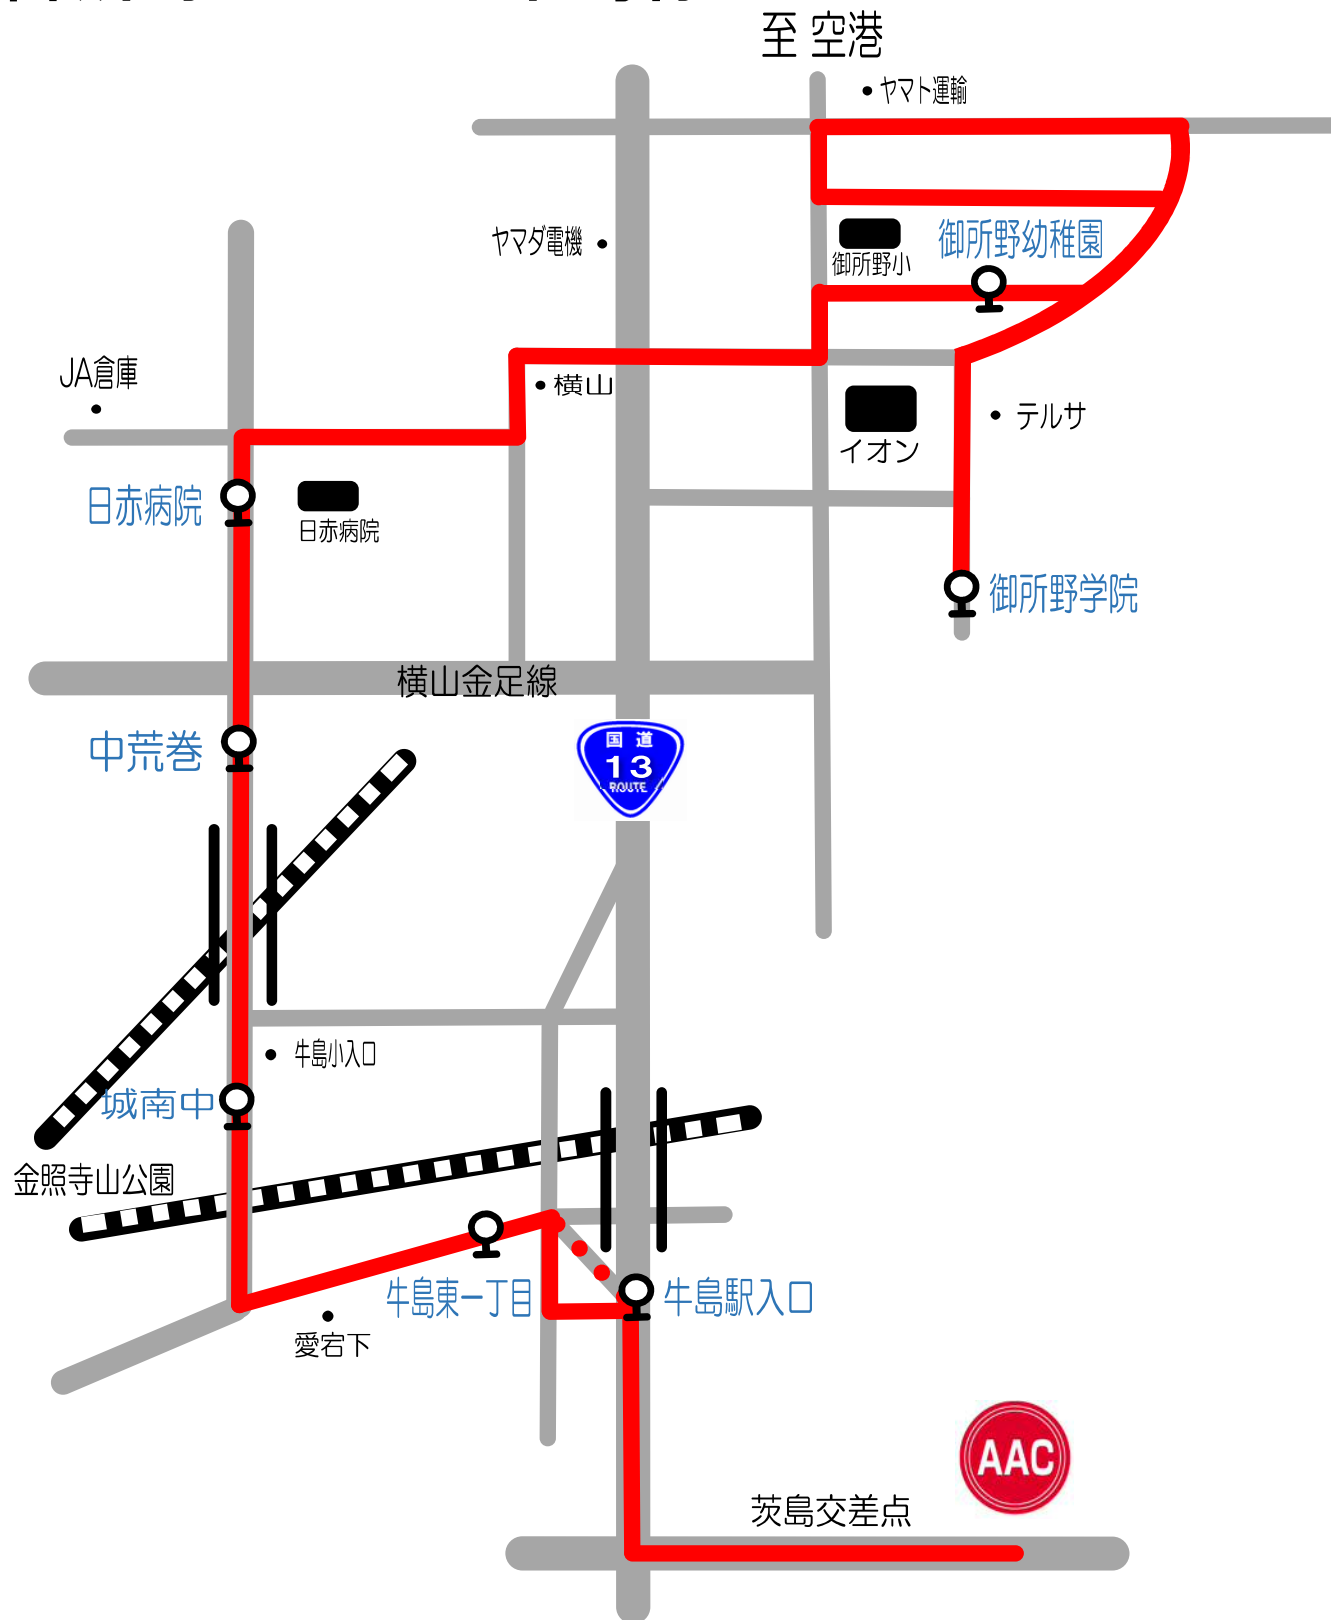 至 空港
ヤマト運輸
ヤマダ電機
御所野小
御所野幼稚園
JA倉庫
横山
イオン
テルサ
日赤病院
日赤病院
御所野学院
横山金足線
中荒巻
国道
13
ROUTE
牛島小入口
城南中
金照寺山公園
牛島東一丁目
牛島駅入口
愛宕下
AAC
茨島交差点